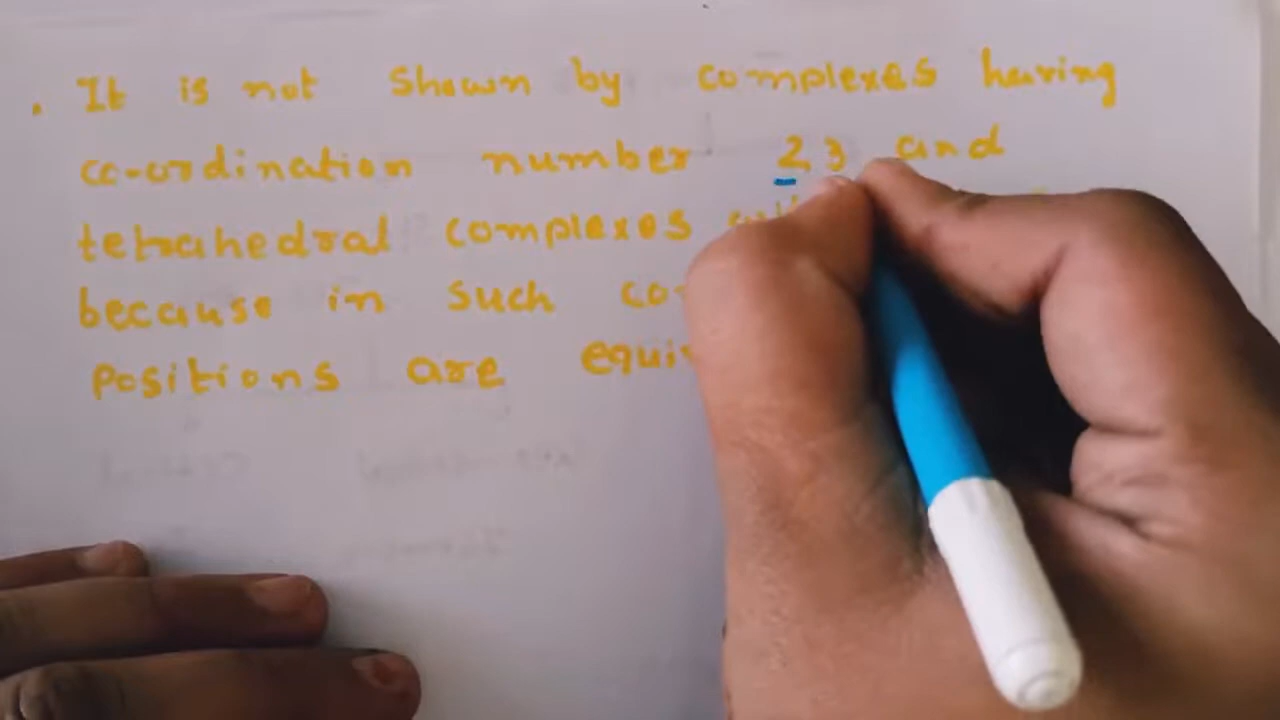 . It is not shown by complexes having
co-ordination number 2,3 and
tetrahedral complexes
because in such
positions are